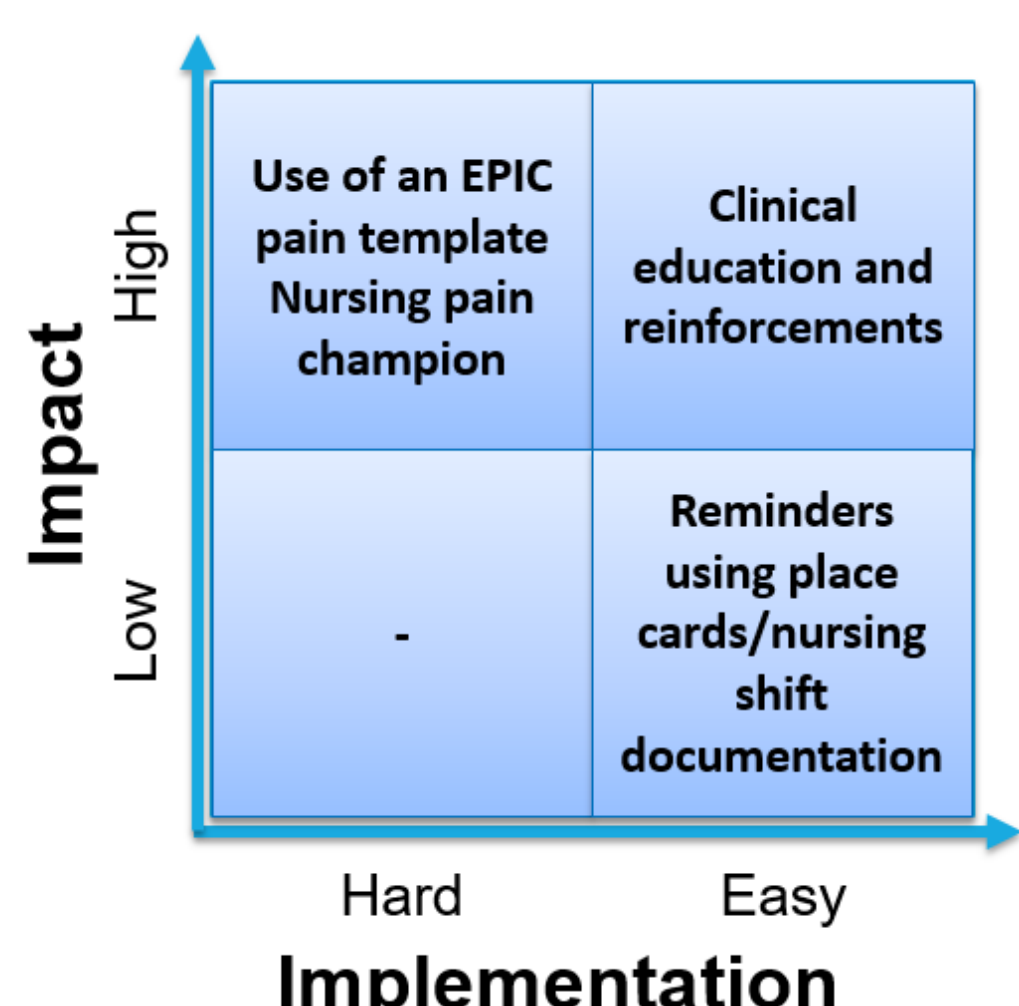 Impact
High
Low
Use of an EPIC
pain template
Nursing pain
champion
Clinical
education and
reinforcements
-
Reminders
using place
cards/nursing
shift
documentation
Hard
Easy
Implementation